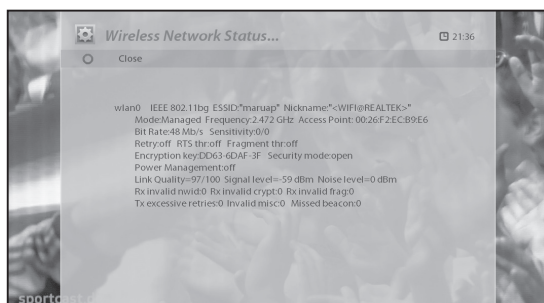 Wireless Network Status...
21:36
Close
wlan0 IEEE 802.11bg ESSID:"maruap" Nickname:"<WIFI@REALTEK>"
Mode:Managed Frequency:2.472 GHz Access Point: 00:26:F2:EC:B9:E6
Bit Rate:48 Mb/s Sensitivity:0/0
Retry:off RTS thr:off Fragment thr:off
Encryption key:DD63-6DAF-3F Security mode:open
Power Management:off
Link Quality=97/100 Signal level=-59 dBm Noise level=0 dBm
Rx invalid nwid:0 Rx invalid crypt:0 Rx invalid frag:0
Tx excessive retries:0 Invalid misc:0 Missed beacon:0